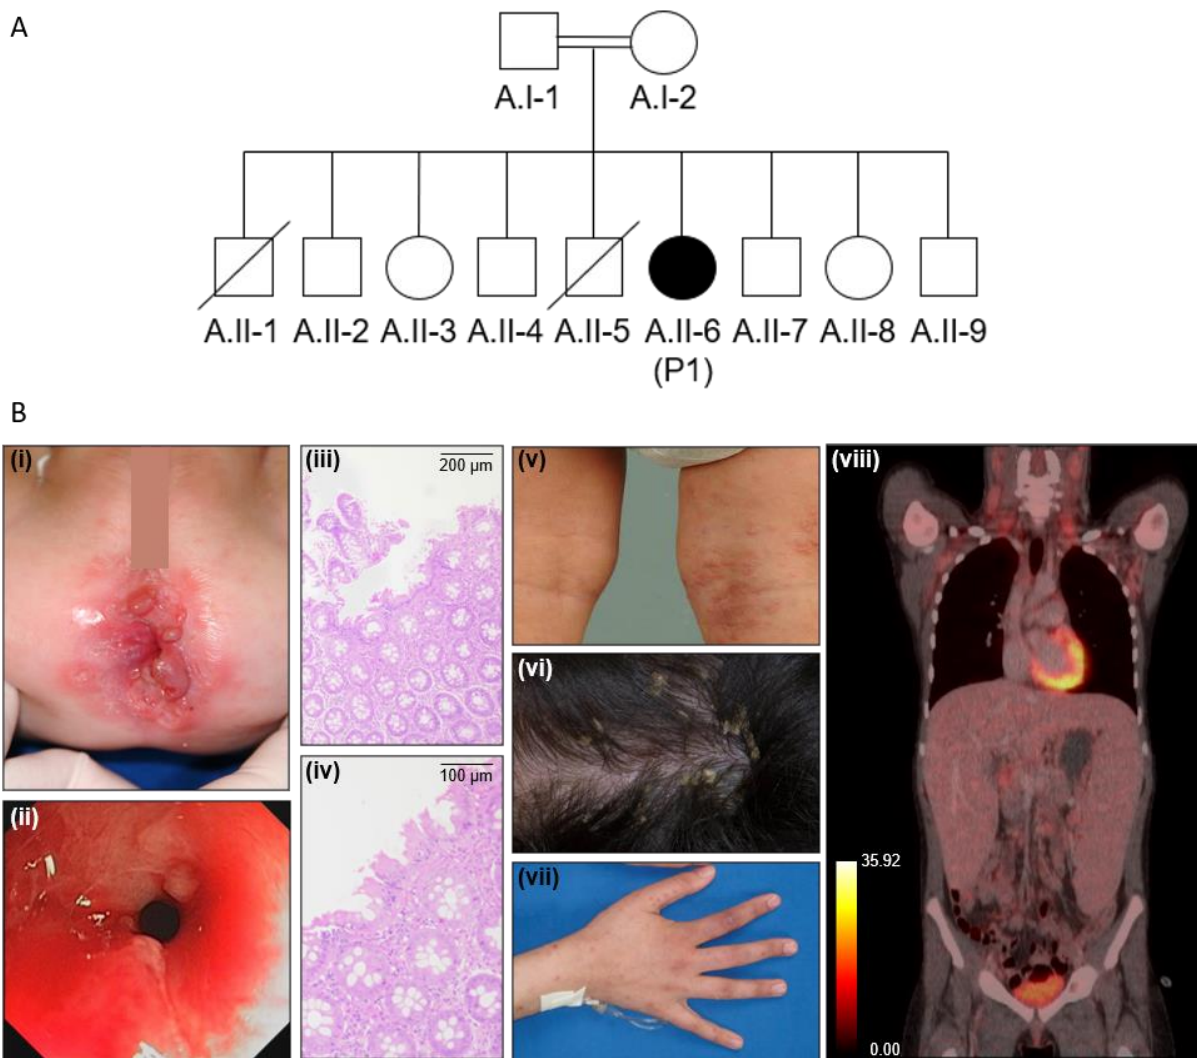 A
A.I-1 A.I-2
A.II-1 A.II-2 A.II-3 A.II-4 A.II-5 A.II-6 A.II-7 A.II-8 A.II-9
(P1)
B
(i)
(ii)
(iii)
200 µm
(iv)
100 µm
(v)
(vi)
(vii)
(viii)
35.92
0.00